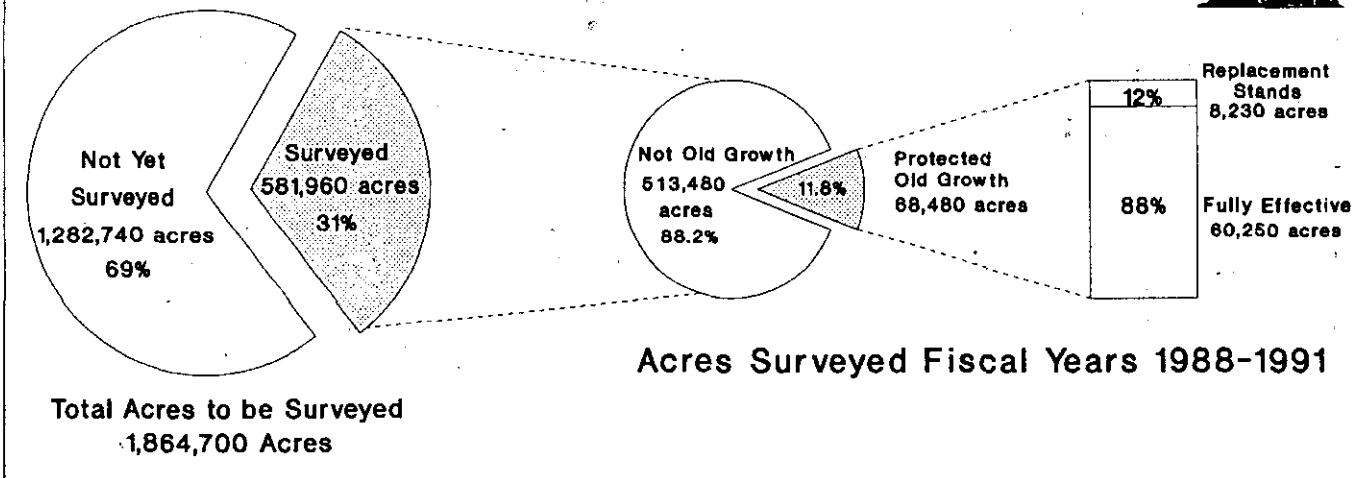 Not Yet
Surveyed
1,282,740 acres
69%
Surveyed
581,960 acres
31%
Total Acres to be Surveyed
1,864,700 Acres
Not Old Growth
513,480
acres
88.2%
11.8%
Protected
Old Growth
68,480 acres
12%
Replacement
Stands
8,230 acres
88%
Fully Effective
60,250 acres
Acres Surveyed Fiscal Years 1988-1991